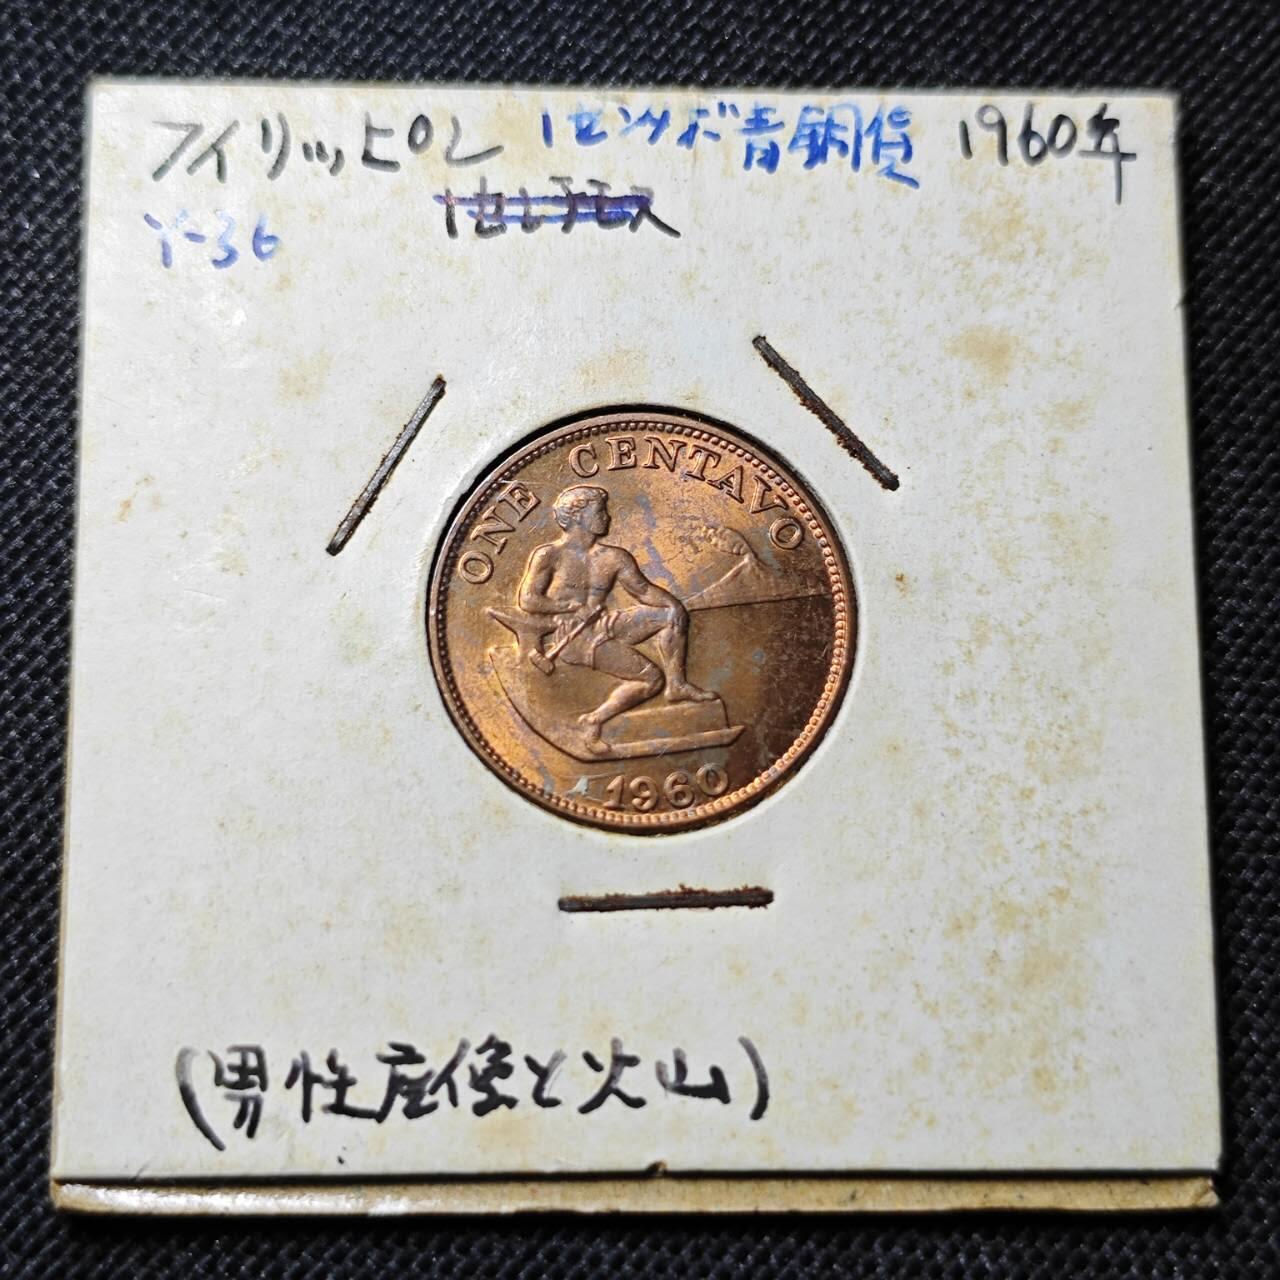 フィリッピン 1センタボ青銅貨 1960年
Y-36
ONE CENTAVO
1960
(男性座像と火山)